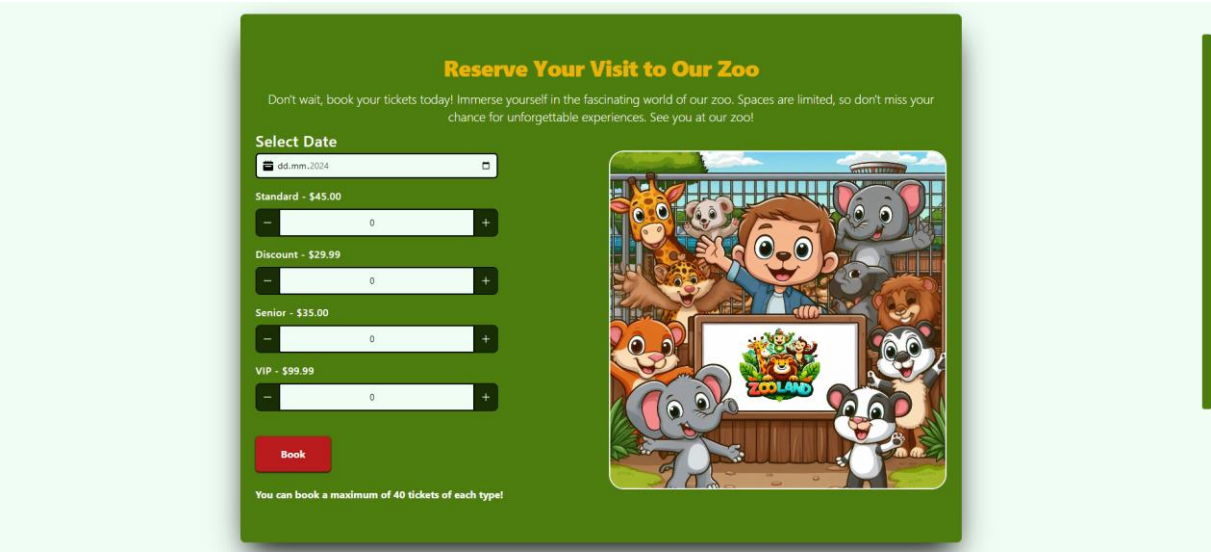 Reserve Your Visit to Our Zoo
Don't wait, book your tickets today! Immerse yourself in the fascinating world of our zoo. Spaces are limited, so don't miss your
chance for unforgettable experiences. See you at our zoo!
Select Date
dd.mm.2024
Standard - $45.00
− 0 +
Discount - $29.99
− 0 +
Senior - $35.00
− 0 +
VIP - $99.99
− 0 +
ZOOLAND
Book
You can book a maximum of 40 tickets of each type!